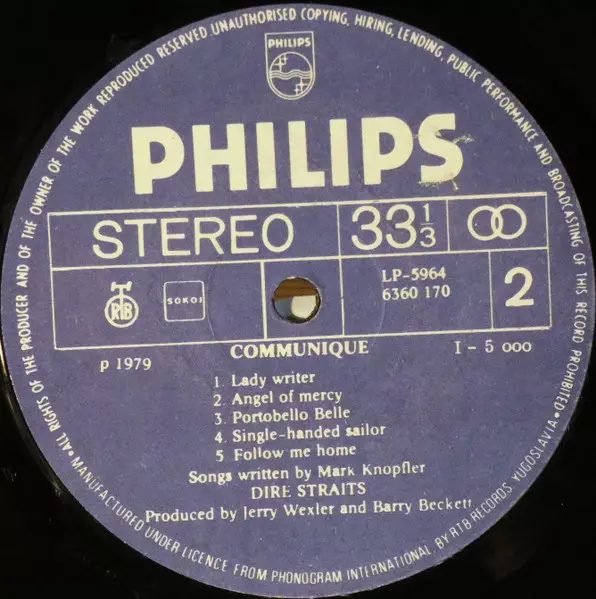 ALL RIGHTS OF THE PRODUCER AND OF THE OWNER OF THE WORK REPRODUCED RESERVED UNAUTHORISED COPYING, HIRING, LENDING, PUBLIC PERFORMANCE AND BROADCASTING OF THIS RECORD PROHIBITED
PHILIPS
PHILIPS
STEREO 33 1/3
RTB SOKOJ LP-5964
6360 170 2
COMMUNIQUE
p 1979 I - 5 000
1. Lady writer
2. Angel of mercy
3. Portobello Belle
4. Single-handed sailor
5 Follow me home
Songs written by Mark Knopfler
DIRE STRAITS
Produced by Jerry Wexler and Barry Beckett
• MANUFACTURED UNDER LICENCE FROM PHONOGRAM INTERNATIONAL BY RTB RECORDS, YUGOSLAVIA •